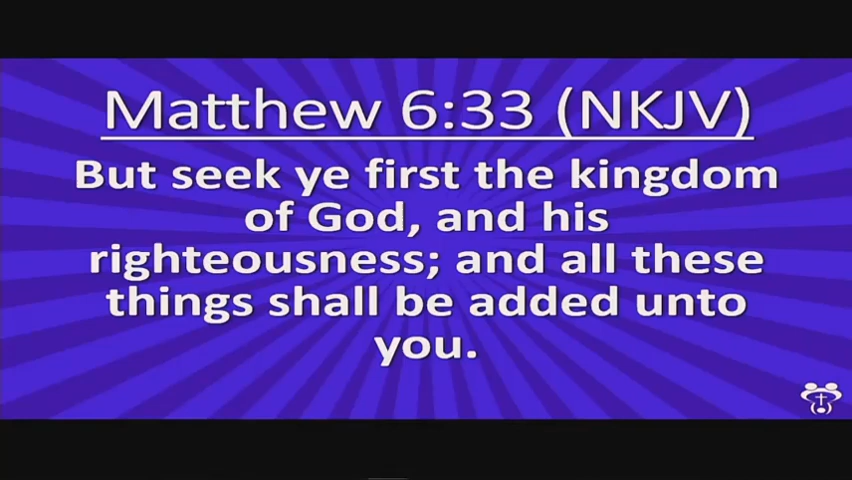 Matthew 6:33 (NKJV)
But seek ye first the kingdom
of God, and his
righteousness; and all these
things shall be added unto
you.